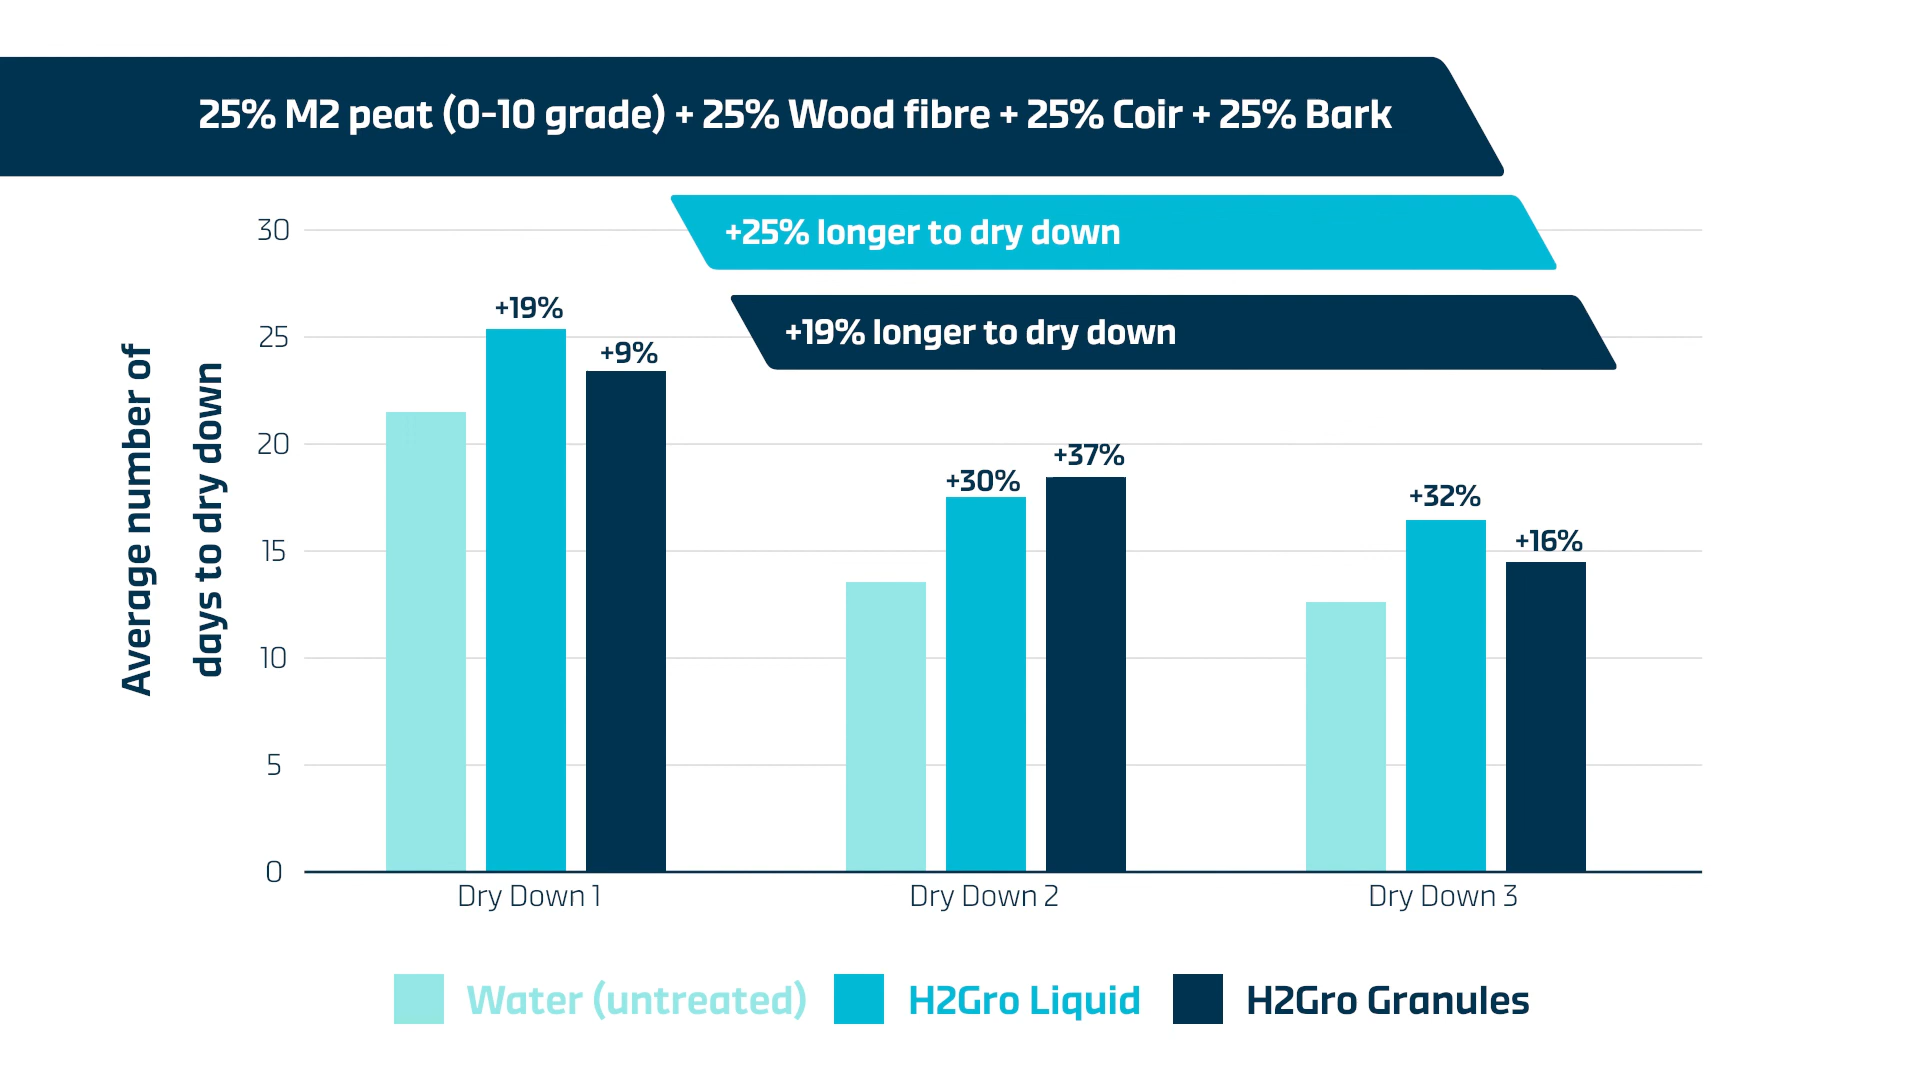 25% M2 peat (0-10 grade) + 25% Wood fibre + 25% Coir + 25% Bark
+25% longer to dry down
+19% longer to dry down
Average number of
days to dry down
30
25
20
15
10
5
0
+19%
+9%
+30%
+37%
+32%
+16%
Dry Down 1
Dry Down 2
Dry Down 3
Water (untreated)
H2Gro Liquid
H2Gro Granules